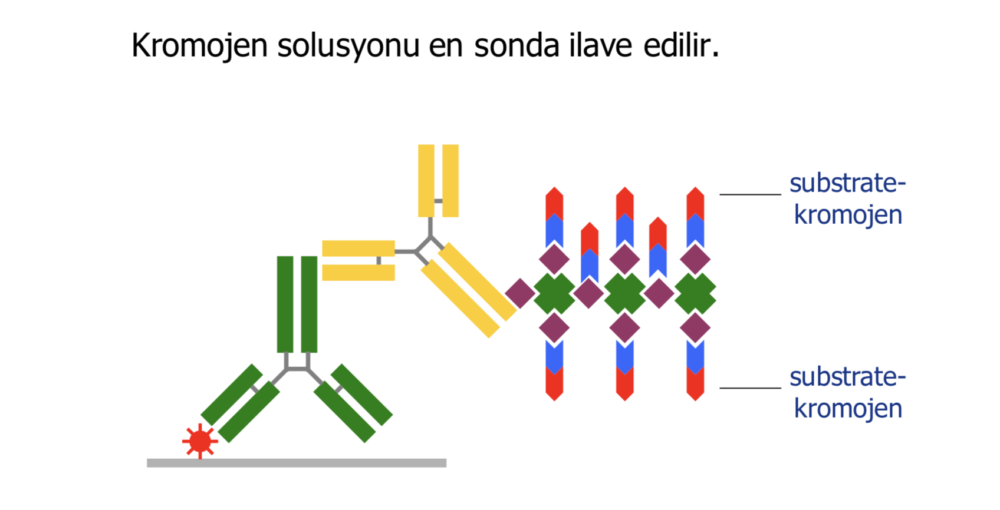 Kromojen solusyonu en sonda ilave edilir.
substrate-
kromojen
substrate-
kromojen